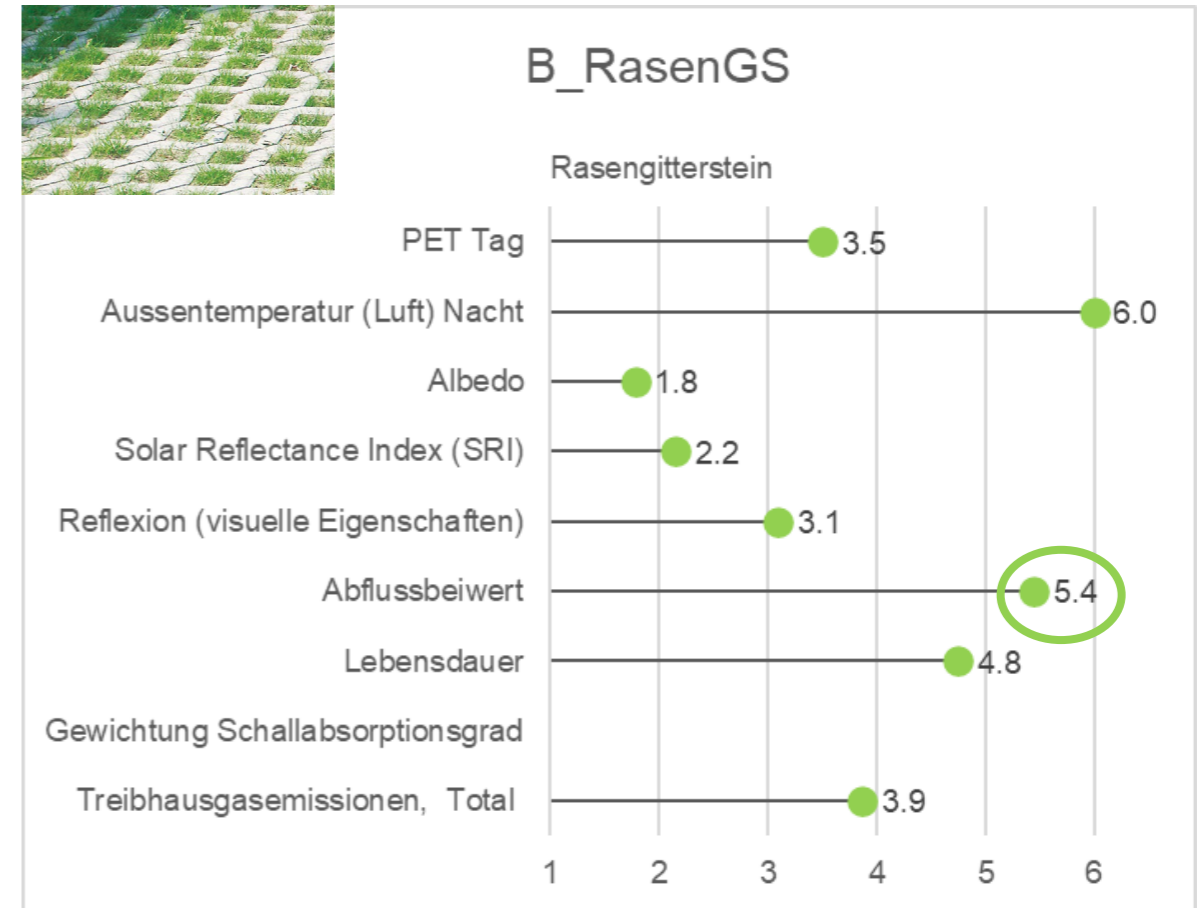 B_RasenGS
Rasengitterstein
PET Tag 3.5
Aussentemperatur (Luft) Nacht 6.0
Albedo 1.8
Solar Reflectance Index (SRI) 2.2
Reflexion (visuelle Eigenschaften) 3.1
Abflussbeiwert 5.4
Lebensdauer 4.8
Gewichtung Schallabsorptionsgrad
Treibhausgasemissionen, Total 3.9
1 2 3 4 5 6